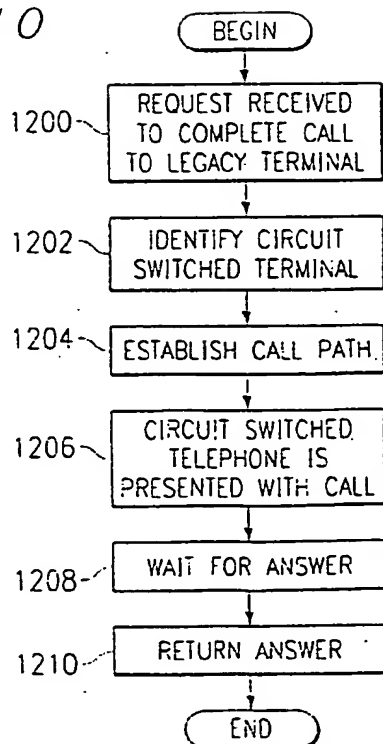 10
BEGIN
1200
REQUEST RECEIVED
TO COMPLETE CALL
TO LEGACY TERMINAL
1202
IDENTIFY CIRCUIT
SWITCHED TERMINAL
1204
ESTABLISH CALL PATH
1206
CIRCUIT SWITCHED
TELEPHONE IS
PRESENTED WITH CALL
1208
WAIT FOR ANSWER
1210
RETURN ANSWER
END